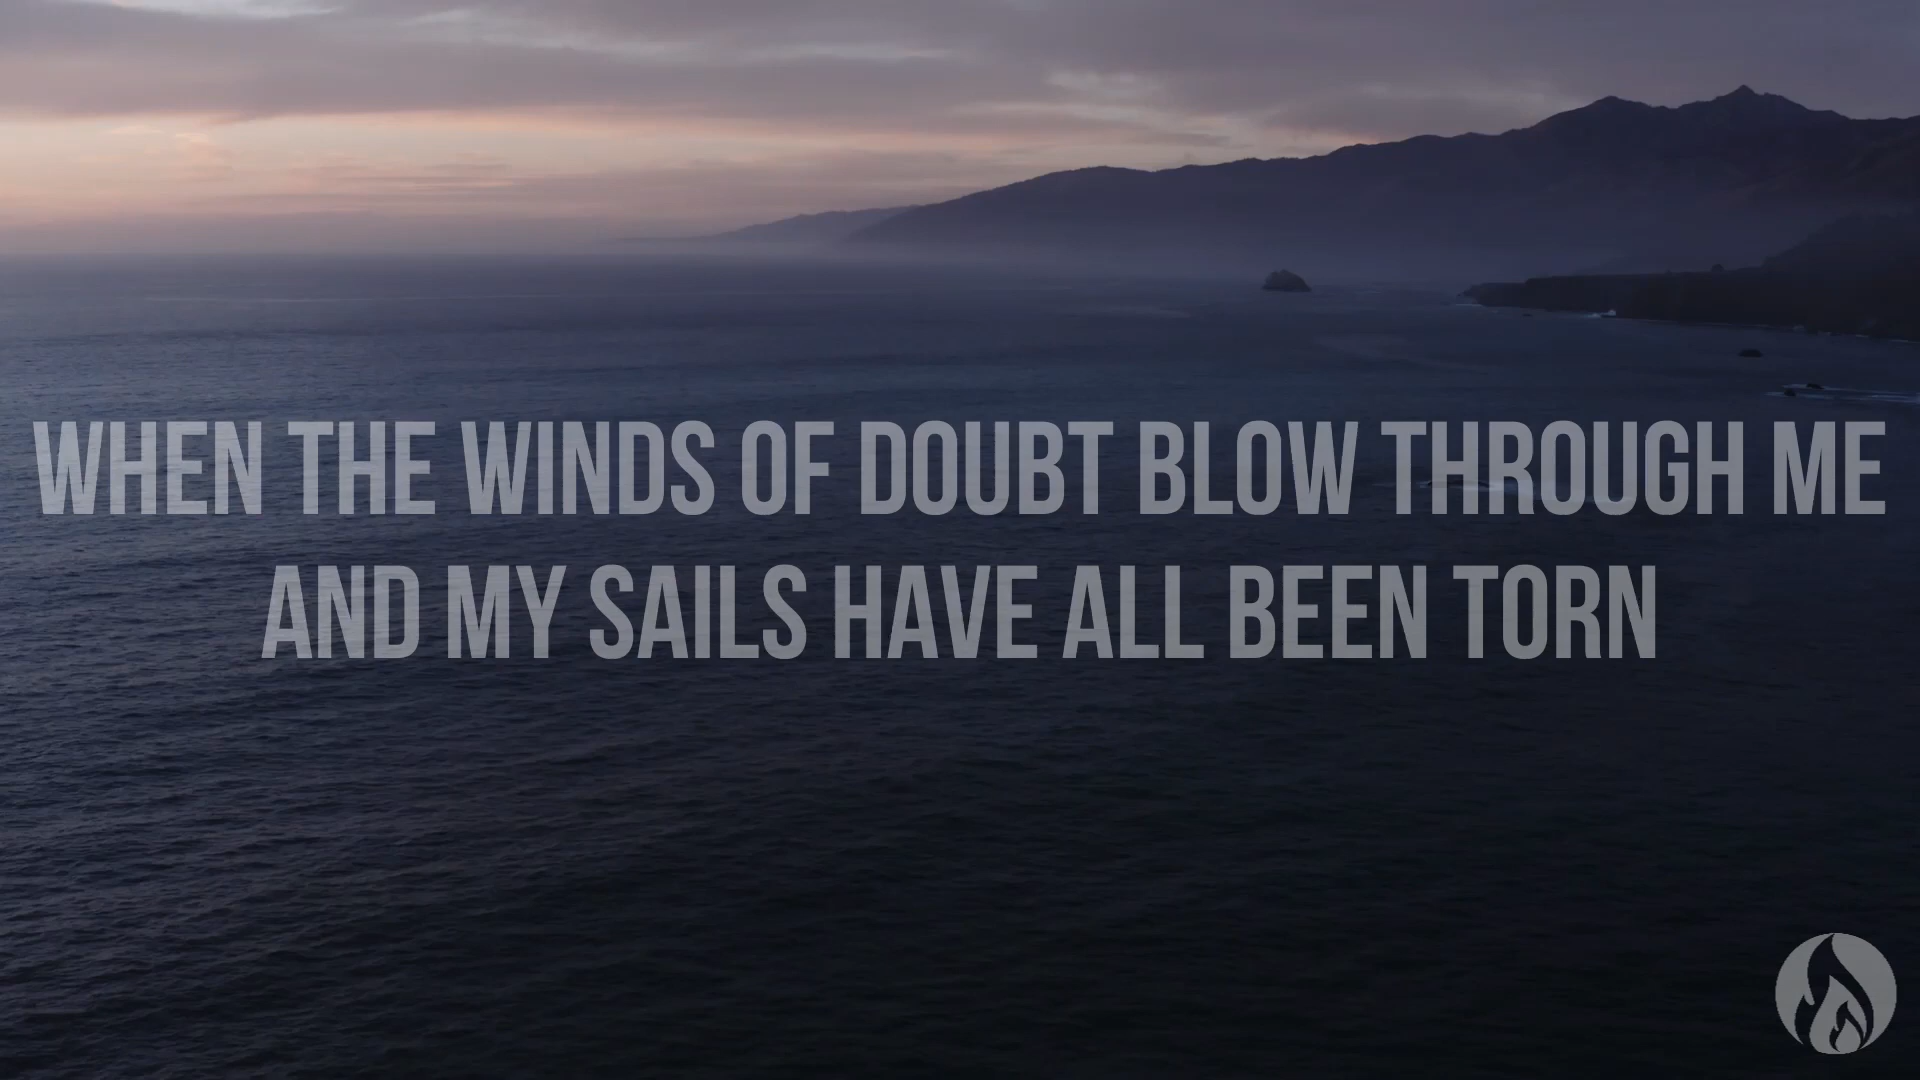 WHEN THE WINDS OF DOUBT BLOW THROUGH ME
AND MY SAILS HAVE ALL BEEN TORN